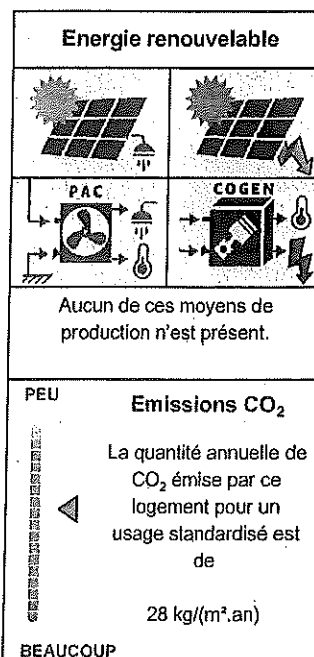 Energie renouvelable
PAC
COGEN
Aucun de ces moyens de
production n'est présent.
PEU
Emissions CO₂
La quantité annuelle de
CO₂ émise par ce
logement pour un
usage standardisé est
de
28 kg/(m².an)
BEAUCOUP